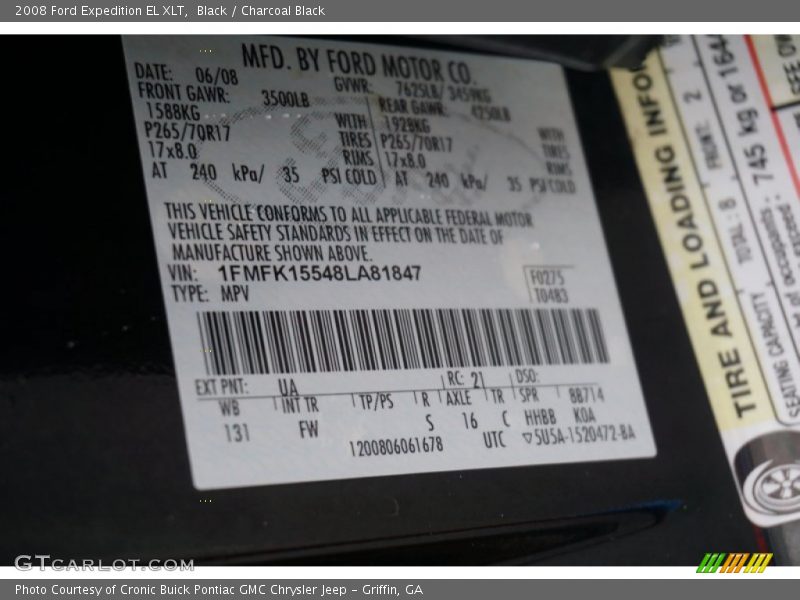 2008 Ford Expedition EL XLT,  Black / Charcoal Black
MFD. BY FORD MOTOR CO.
DATE: 06/08 GVWR: 7625LB/ 3459KG
FRONT GAWR: 3500LB REAR GAWR: 4250LB
1588KG WITH 1928KG WITH
P265/70R17 TIRES P265/70R17 TIRES
17x8.0 RIMS 17x8.0 RIMS
AT 240 kPa/ 35 PSI COLD AT 240 kPa/ 35 PSI COLD
THIS VEHICLE CONFORMS TO ALL APPLICABLE FEDERAL MOTOR
VEHICLE SAFETY STANDARDS IN EFFECT ON THE DATE OF
MANUFACTURE SHOWN ABOVE.
VIN: 1FMFK15548LA81847 F0275
TYPE: MPV T0483
EXT PNT: UA RC: 21 DSO:
WB INT TR TP/PS R AXLE TR SPR BB714
131 FW S 16 C HHBB KOA
1200806061678 UTC ▽5U5A-1520472-BA
TIRE AND LOADING INFO
SEATING CAPACITY TOTAL: 8 FRONT: 2
745 kg or 164
SEE OW
GTCARLOT.COM
Photo Courtesy of Cronic Buick Pontiac GMC Chrysler Jeep – Griffin, GA